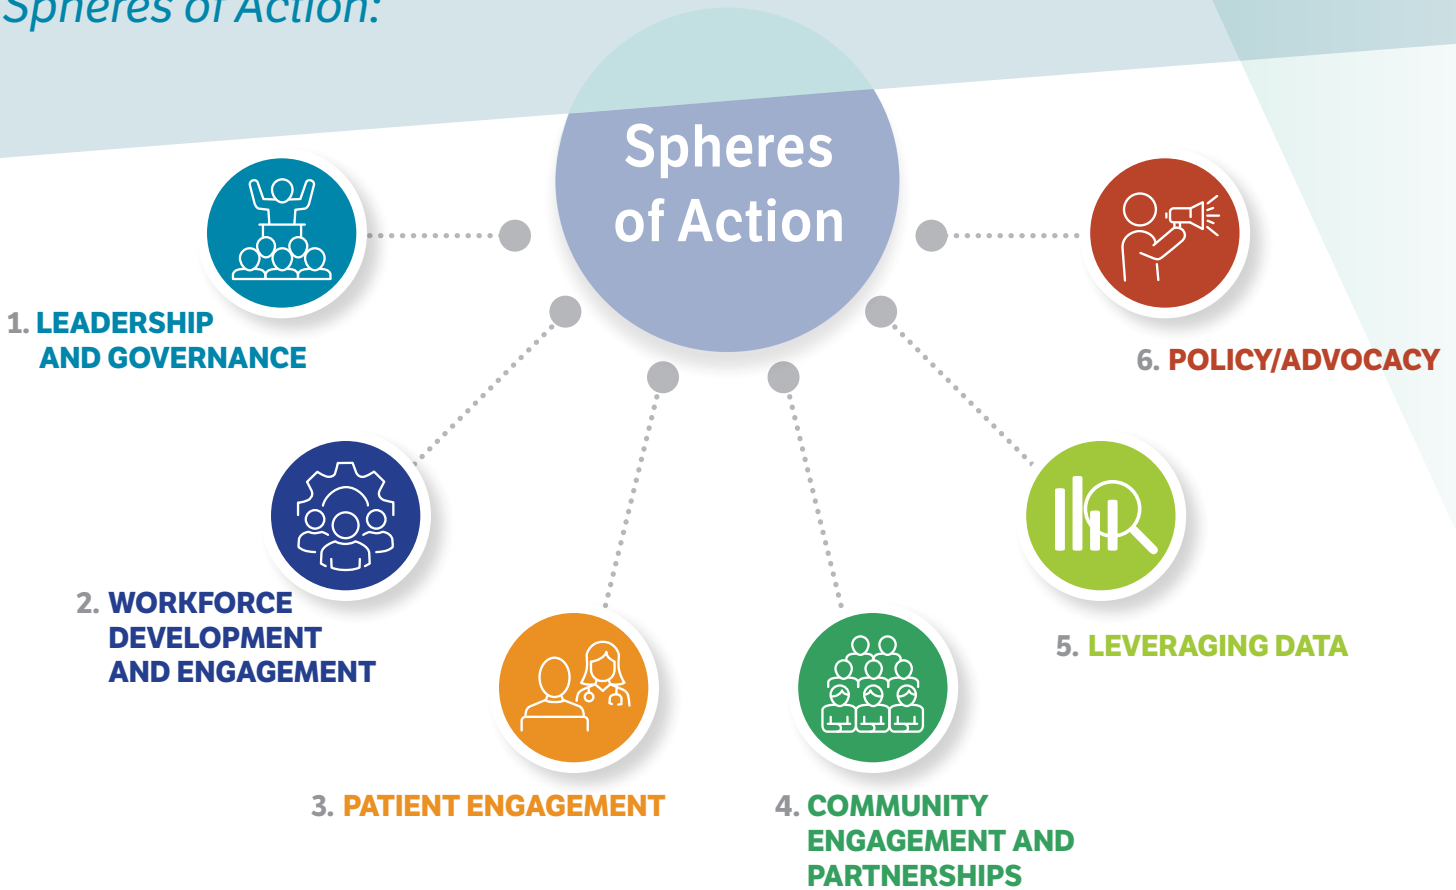 Spheres of Action:
Spheres
of Action
1. LEADERSHIP
AND GOVERNANCE
2. WORKFORCE
DEVELOPMENT
AND ENGAGEMENT
3. PATIENT ENGAGEMENT
4. COMMUNITY
ENGAGEMENT AND
PARTNERSHIPS
5. LEVERAGING DATA
6. POLICY/ADVOCACY